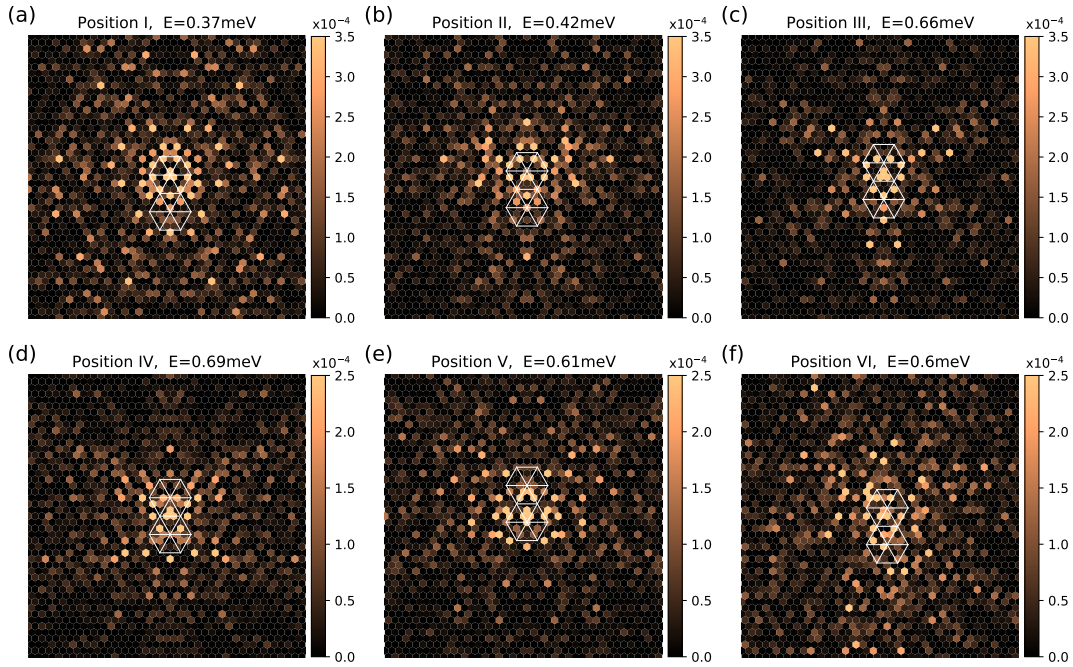 (a)
Position I,  E=0.37meV
x10⁻⁴
3.5
3.0
2.5
2.0
1.5
1.0
0.5
0.0
(b)
Position II,  E=0.42meV
x10⁻⁴
3.5
3.0
2.5
2.0
1.5
1.0
0.5
0.0
(c)
Position III,  E=0.66meV
x10⁻⁴
3.5
3.0
2.5
2.0
1.5
1.0
0.5
0.0
(d)
Position IV,  E=0.69meV
x10⁻⁴
2.5
2.0
1.5
1.0
0.5
0.0
(e)
Position V,  E=0.61meV
x10⁻⁴
2.5
2.0
1.5
1.0
0.5
0.0
(f)
Position VI,  E=0.6meV
x10⁻⁴
2.5
2.0
1.5
1.0
0.5
0.0